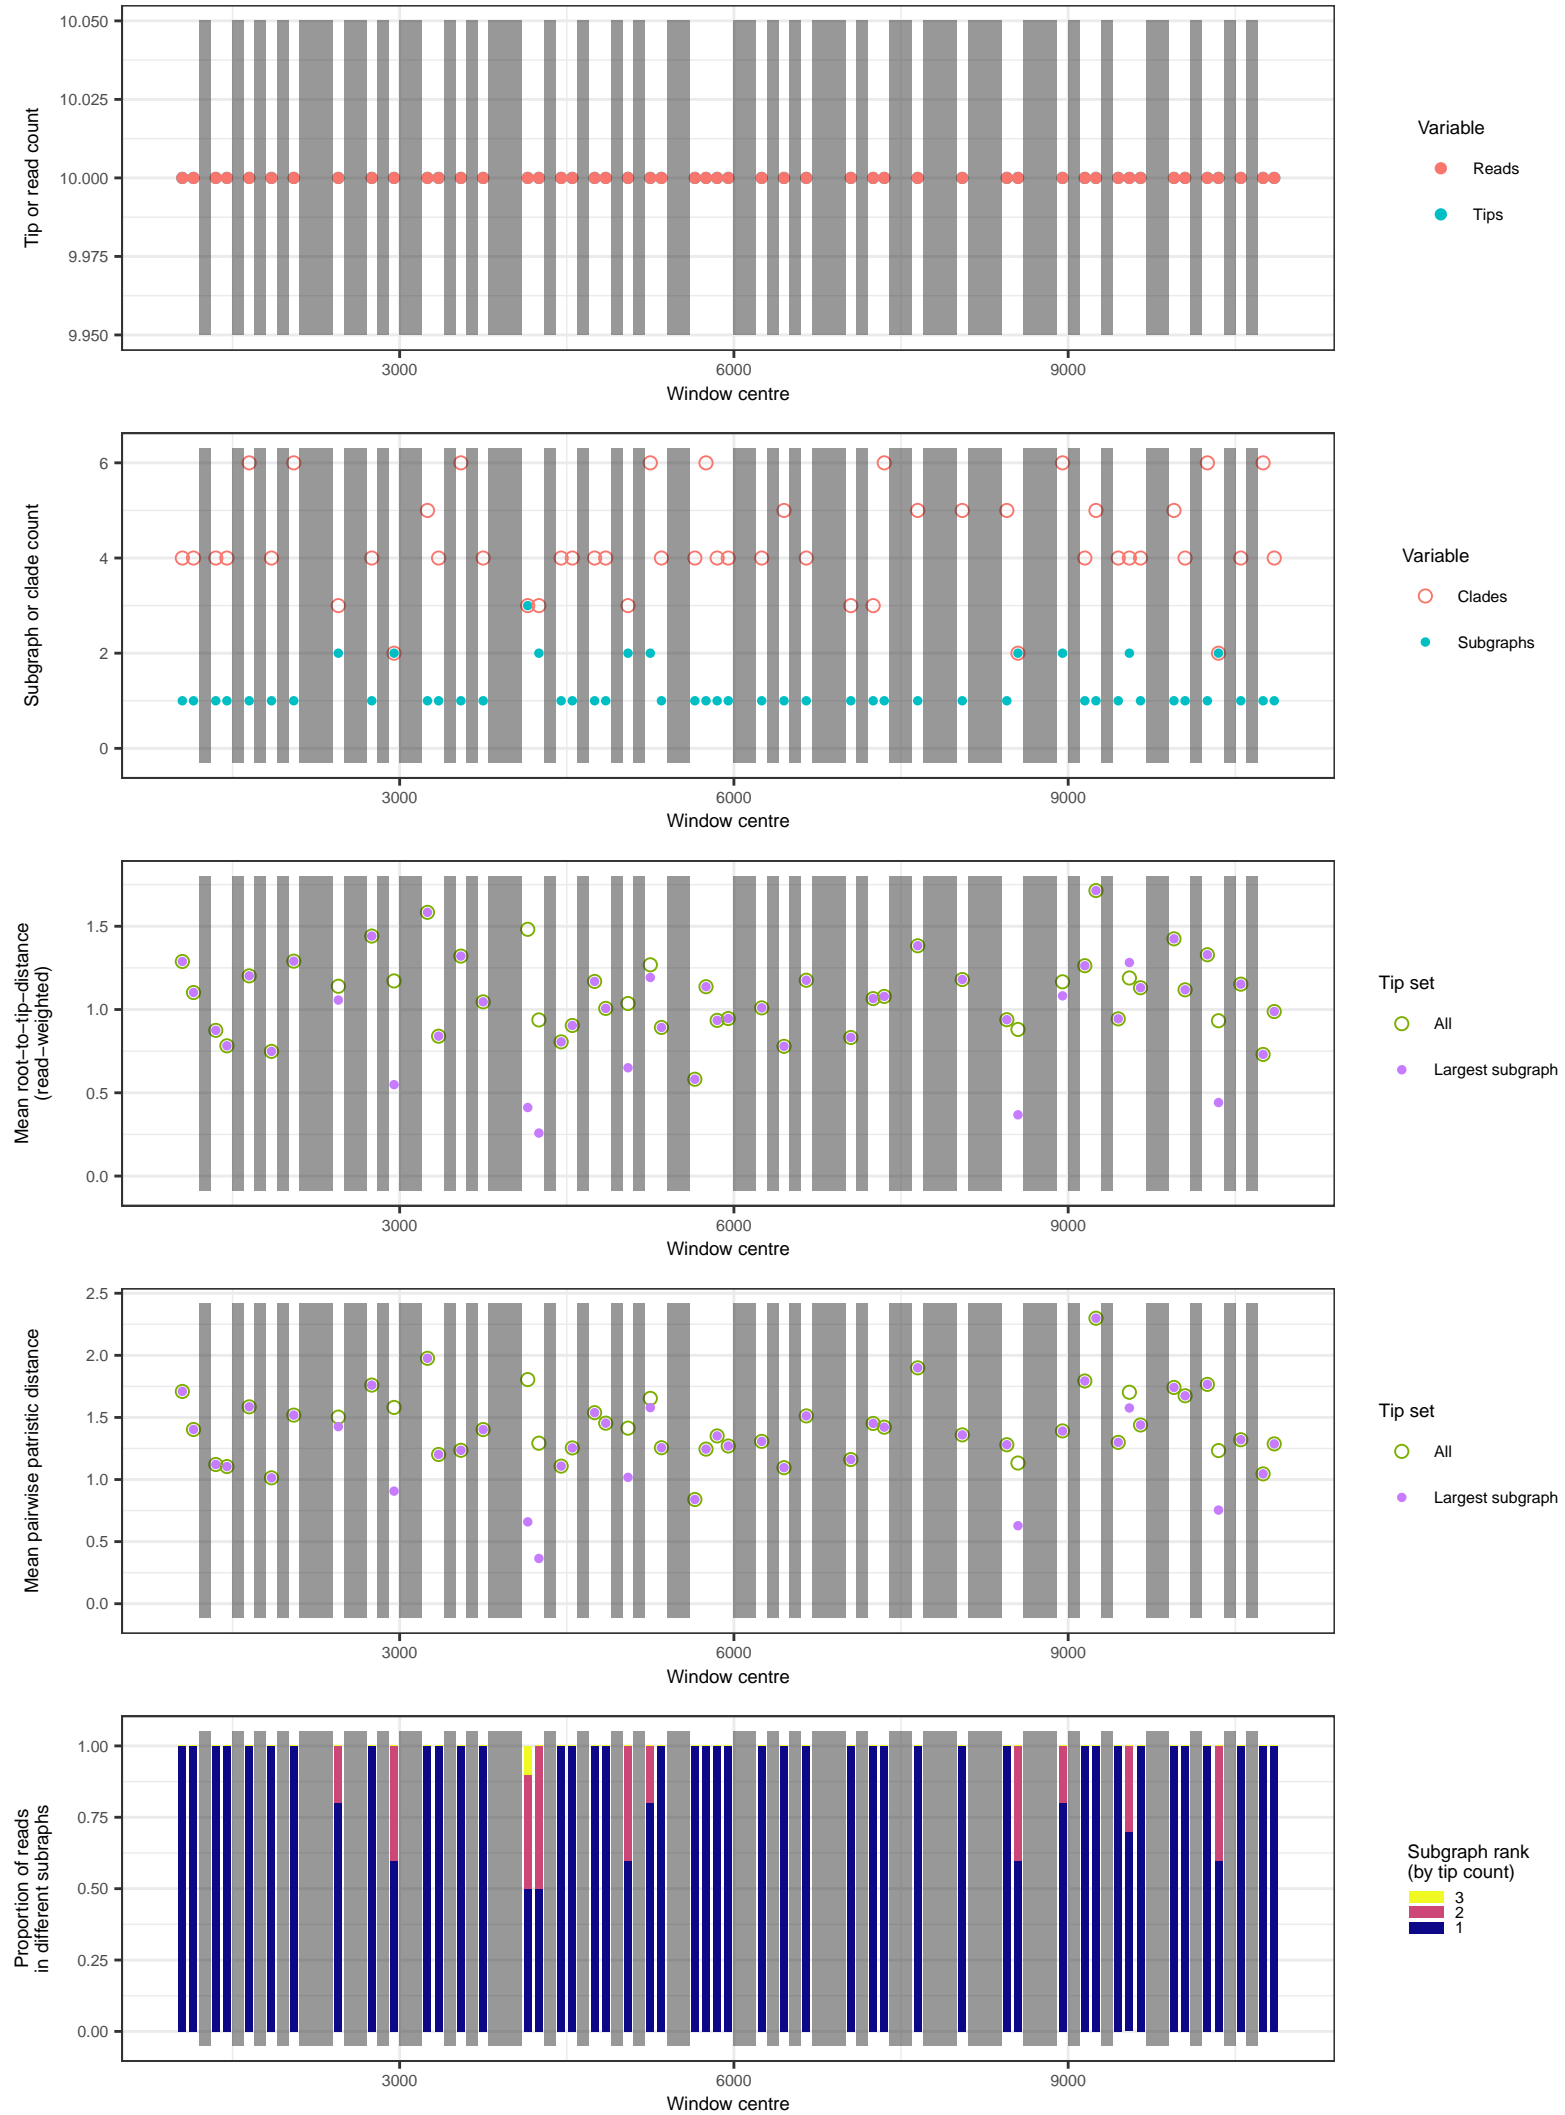 10.050
10.025
10.000
9.975
9.950
Tip or read count
3000
6000
9000
Window centre
Variable
Reads
Tips
6
4
2
0
Subgraph or clade count
3000
6000
9000
Window centre
Variable
Clades
Subgraphs
1.5
1.0
0.5
0.0
Mean root−to−tip−distance
(read−weighted)
3000
6000
9000
Window centre
Tip set
All
Largest subgraph
2.5
2.0
1.5
1.0
0.5
0.0
Mean pairwise patristic distance
3000
6000
9000
Window centre
Tip set
All
Largest subgraph
1.00
0.75
0.50
0.25
0.00
Proportion of reads
in different subraphs
3000
6000
9000
Window centre
Subgraph rank
(by tip count)
3
2
1